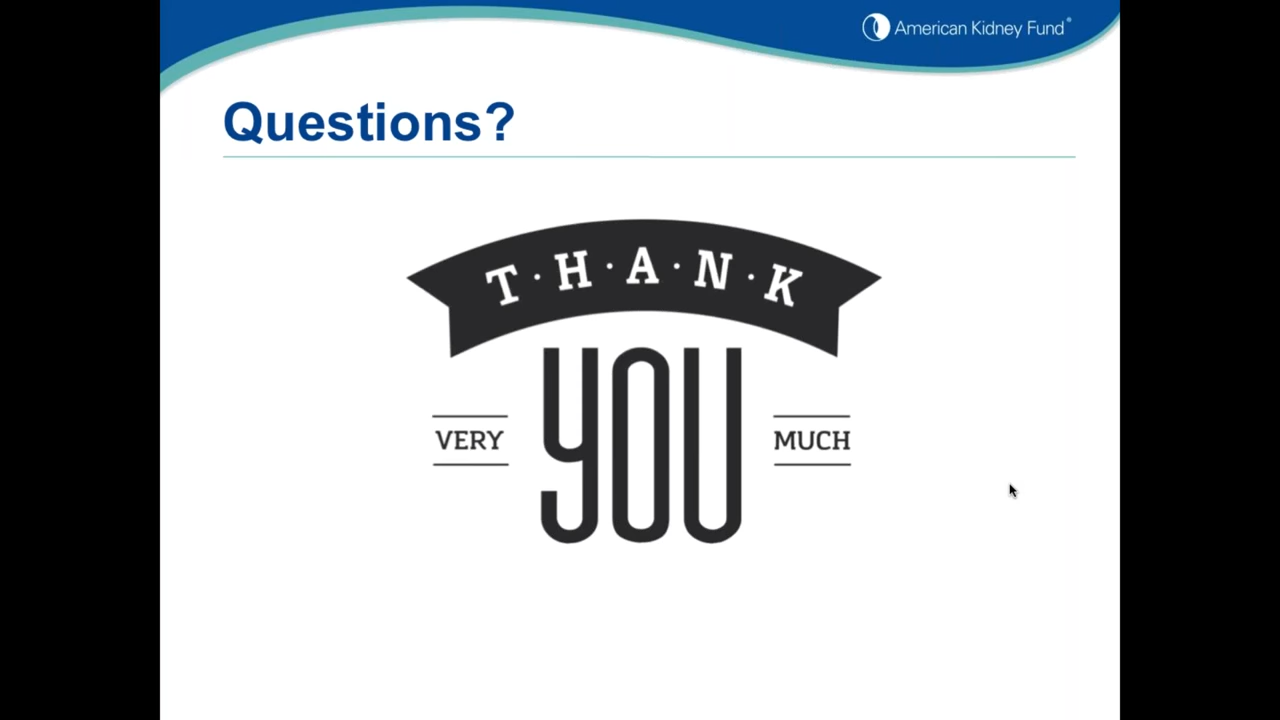 American Kidney Fund®
Questions?
T·H·A·N·K
YOU
VERY
MUCH